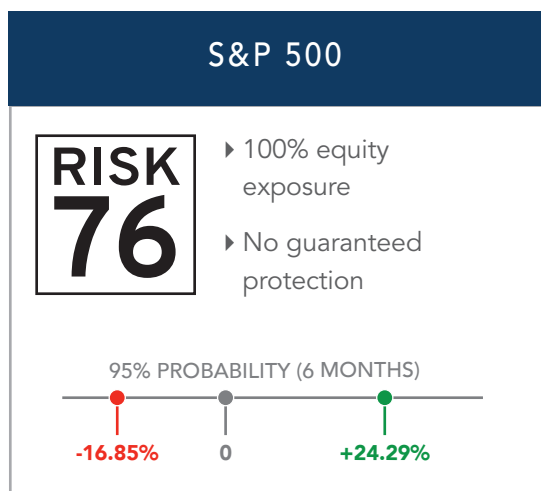 S&P 500
RISK
76
100% equity
exposure
No guaranteed
protection
95% PROBABILITY (6 MONTHS)
-16.85% 0 +24.29%